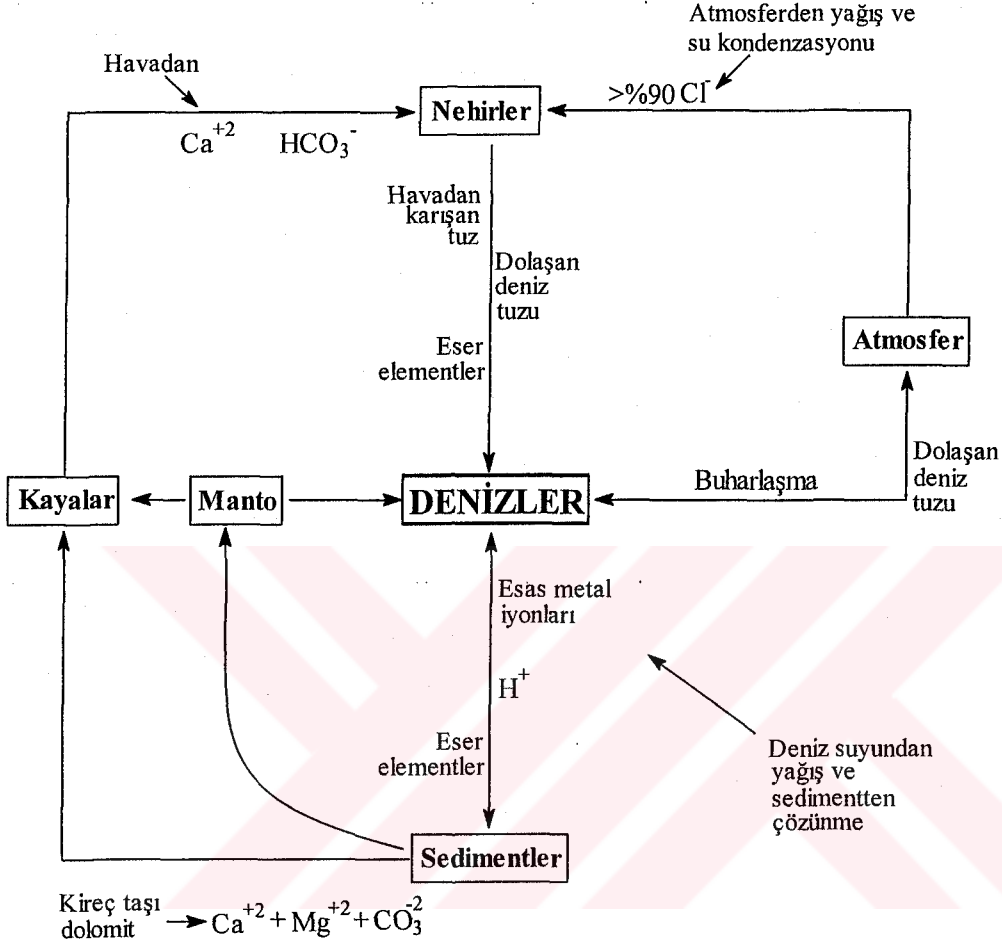 Atmosferden yağış ve
su kondenzasyonu
Havadan
>%90 Cl⁻
Nehirler
Ca⁺² HCO₃⁻
Havadan
karışan
tuz
Dolaşan
deniz
tuzu
Atmosfer
Eser
elementler
Dolaşan
deniz
tuzu
Buharlaşma
Kayalar
Manto
DENİZLER
Esas metal
iyonları
H⁺
Eser
elementler
Deniz suyundan
yağış ve
sedimentten
çözünme
Sedimentler
Kireç taşı
dolomit → Ca⁺² + Mg⁺² + CO₃⁻²